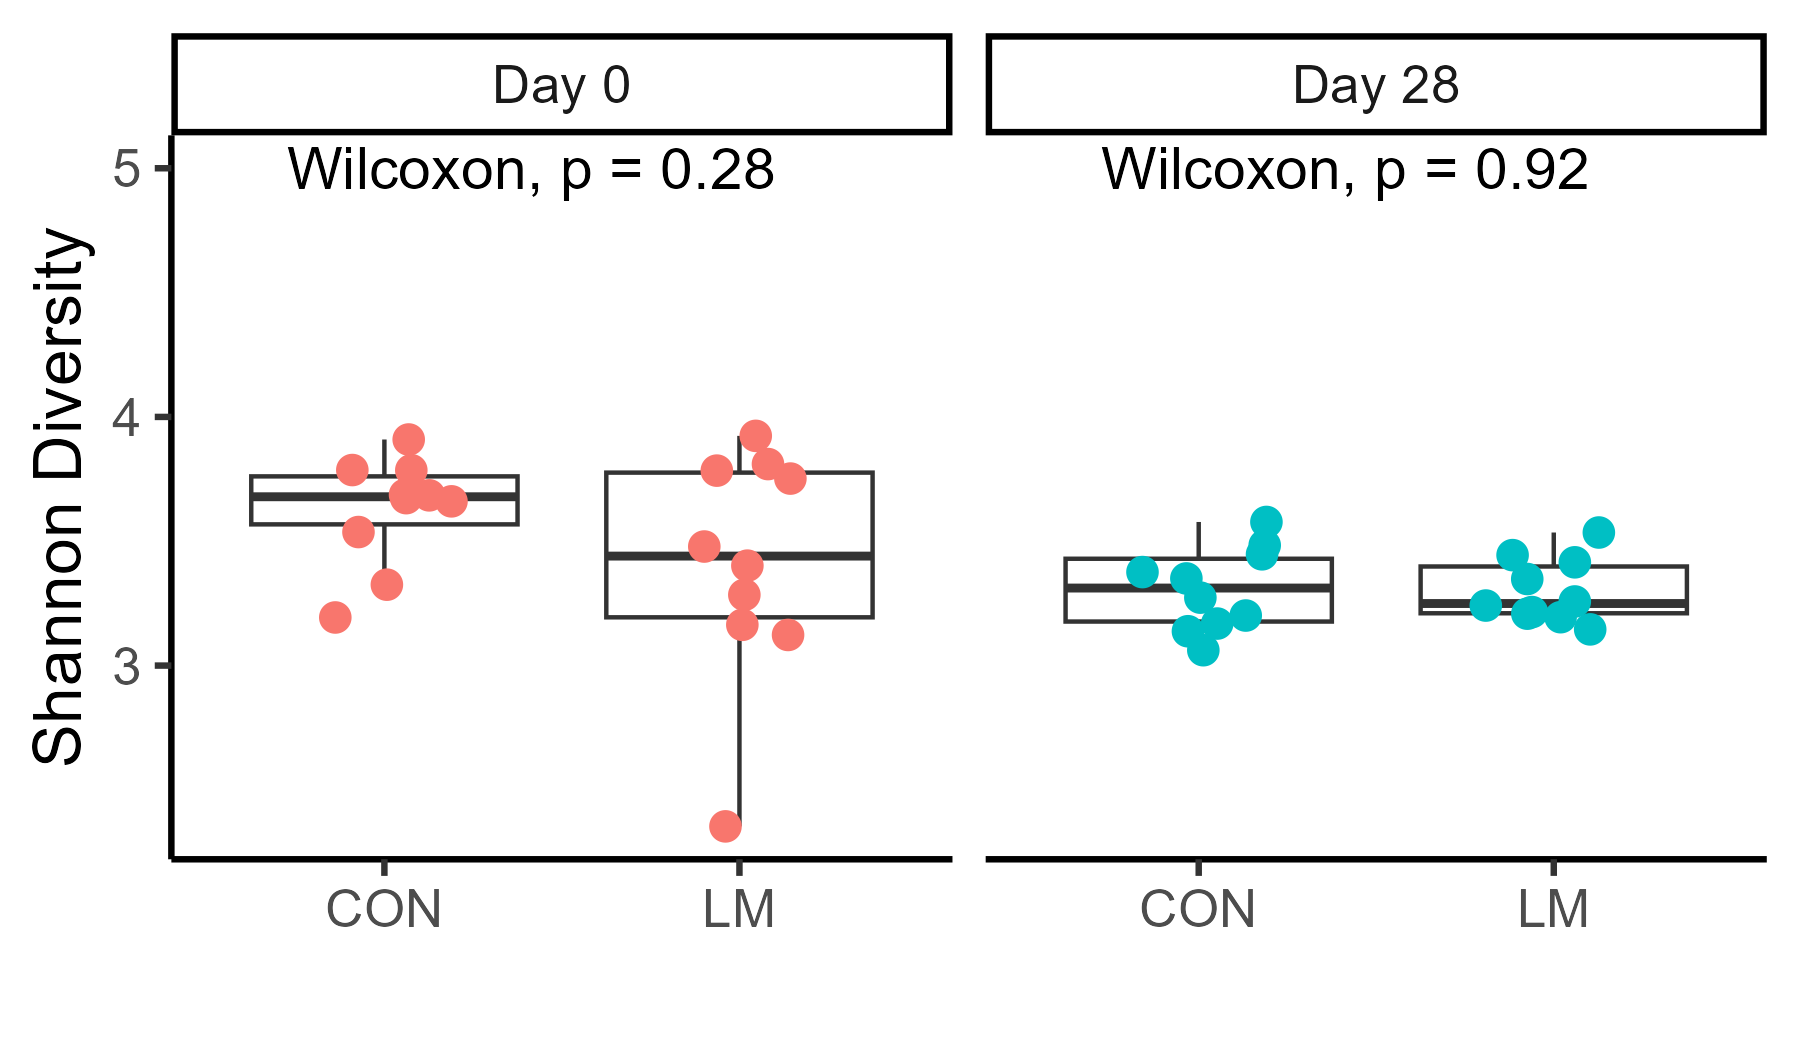 Day 0
Day 28
Wilcoxon, p = 0.28
Wilcoxon, p = 0.92
5
4
3
Shannon Diversity
CON
LM
CON
LM